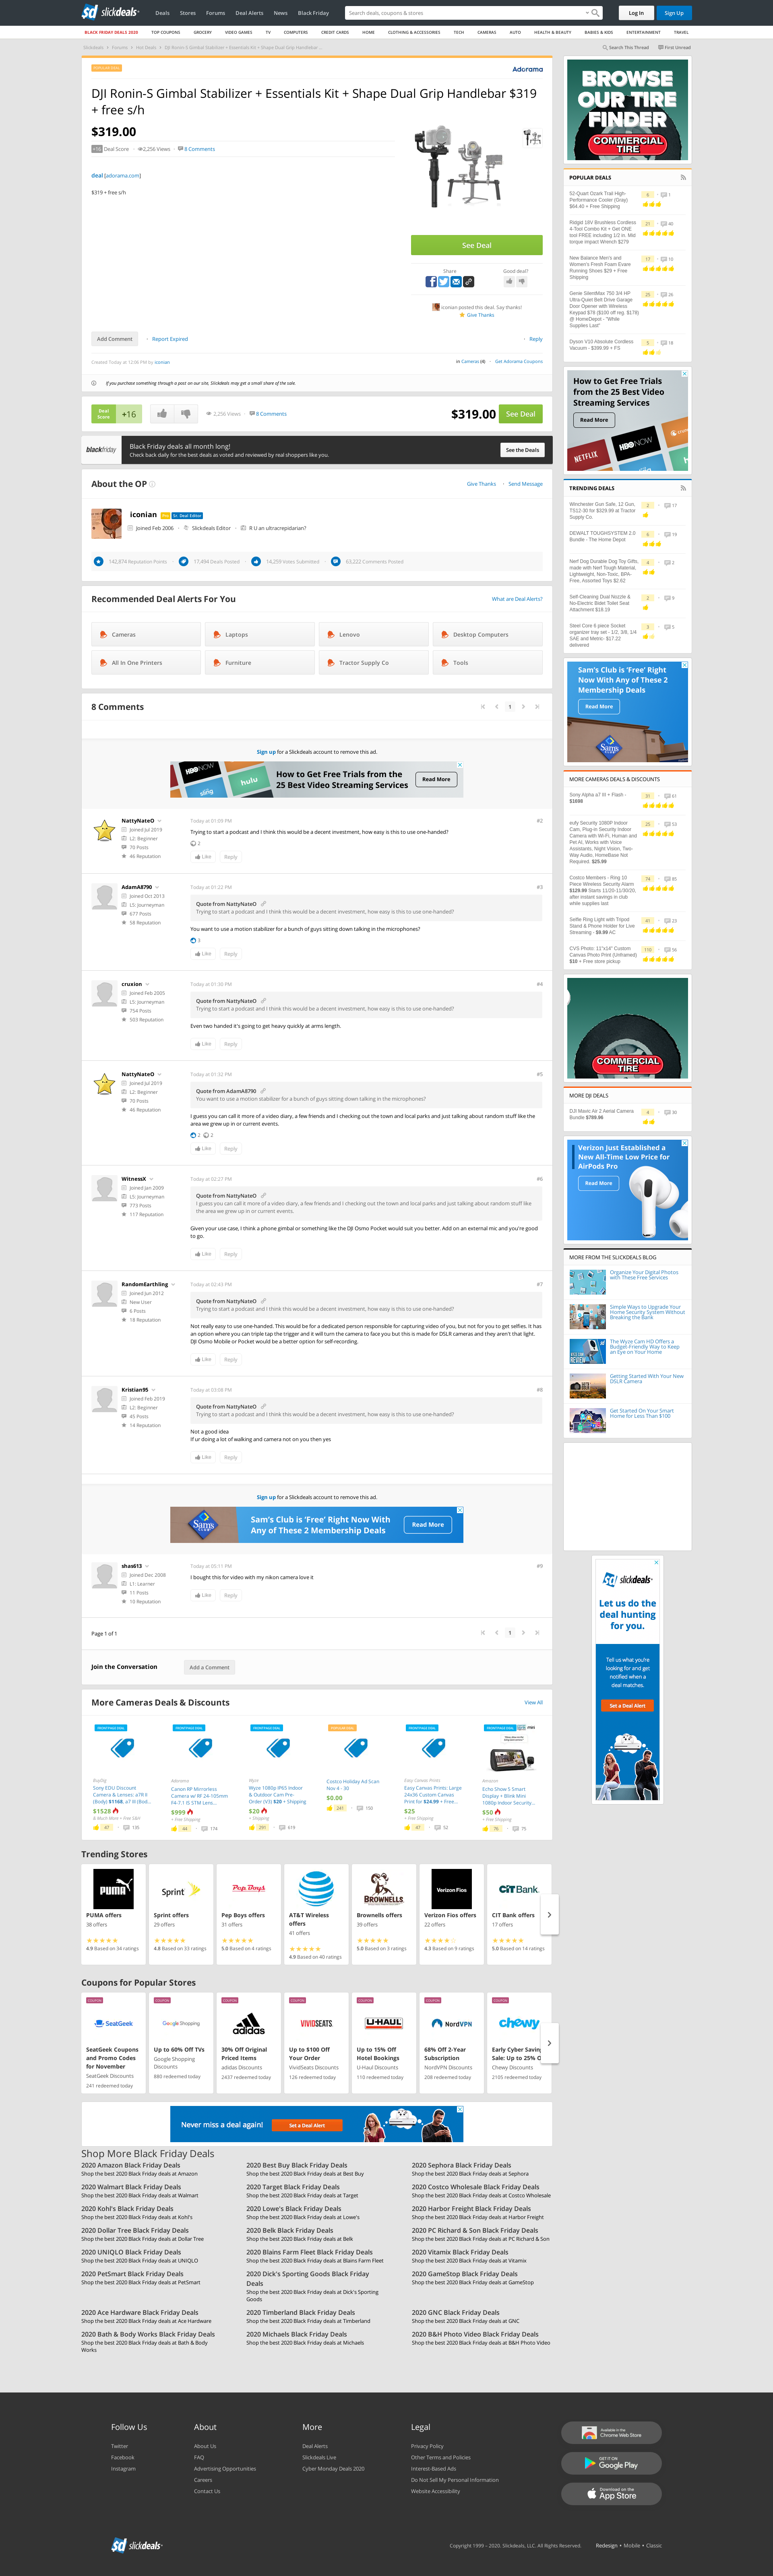 slickdeals
Deals Stores Forums Deal Alerts News Black Friday
Search deals, coupons & stores
Log In Sign Up
BLACK FRIDAY DEALS 2020 TOP COUPONS GROCERY VIDEO GAMES TV COMPUTERS CREDIT CARDS HOME CLOTHING & ACCESSORIES TECH CAMERAS AUTO HEALTH & BEAUTY BABIES & KIDS ENTERTAINMENT TRAVEL
Slickdeals Forums Hot Deals DJI Ronin-S Gimbal Stabilizer + Essentials Kit + Shape Dual Grip Handlebar ...
Search This Thread First Unread
POPULAR DEAL
Adorama
DJI Ronin-S Gimbal Stabilizer + Essentials Kit + Shape Dual Grip Handlebar $319
+ free s/h
$319.00
+16 Deal Score 2,256 Views 8 Comments
deal [adorama.com]
$319 + free s/h
See Deal
Share Good deal?
iconian posted this deal. Say thanks!
Give Thanks
Add Comment Report Expired Reply
Created Today at 12:08 PM by iconian
in Cameras (4) Get Adorama Coupons
If you purchase something through a post on our site, Slickdeals may get a small share of the sale.
Deal
Score +16 2,256 Views 8 Comments $319.00 See Deal
blackfriday
Black Friday deals all month long!
Check back daily for the best deals as voted and reviewed by real shoppers like you.
See the Deals
About the OP
Give Thanks Send Message
iconian Pro Sr. Deal Editor
Joined Feb 2006 Slickdeals Editor R U an ultracrepidarian?
142,874 Reputation Points 17,494 Deals Posted 14,259 Votes Submitted 63,222 Comments Posted
Recommended Deal Alerts For You
What are Deal Alerts?
Cameras Laptops Lenovo Desktop Computers
All In One Printers Furniture Tractor Supply Co Tools
8 Comments
1
Sign up for a Slickdeals account to remove this ad.
How to Get Free Trials from the
25 Best Video Streaming Services
Read More
NattyNateO
Joined Jul 2019
L2: Beginner
70 Posts
46 Reputation
Today at 01:09 PM #2
Trying to start a podcast and I think this would be a decent investment, how easy is this to use one-handed?
2
Like Reply
AdamA8790
Joined Oct 2013
L5: Journeyman
677 Posts
58 Reputation
Today at 01:22 PM #3
Quote from NattyNateO
Trying to start a podcast and I think this would be a decent investment, how easy is this to use one-handed?
You want to use a motion stabilizer for a bunch of guys sitting down talking in the microphones?
3
Like Reply
cruxion
Joined Feb 2005
L5: Journeyman
754 Posts
503 Reputation
Today at 01:30 PM #4
Quote from NattyNateO
Trying to start a podcast and I think this would be a decent investment, how easy is this to use one-handed?
Even two handed it's going to get heavy quickly at arms length.
Like Reply
NattyNateO
Joined Jul 2019
L2: Beginner
70 Posts
46 Reputation
Today at 01:32 PM #5
Quote from AdamA8790
You want to use a motion stabilizer for a bunch of guys sitting down talking in the microphones?
I guess you can call it more of a video diary, a few friends and I checking out the town and local parks and just talking about random stuff like the
area we grew up in or current events.
2 2
Like Reply
WitnessX
Joined Jan 2009
L5: Journeyman
773 Posts
117 Reputation
Today at 02:27 PM #6
Quote from NattyNateO
I guess you can call it more of a video diary, a few friends and I checking out the town and local parks and just talking about random stuff like
the area we grew up in or current events.
Given your use case, I think a phone gimbal or something like the DJI Osmo Pocket would suit you better. Add on an external mic and you're good
to go.
Like Reply
RandomEarthling
Joined Jun 2012
New User
6 Posts
18 Reputation
Today at 02:43 PM #7
Quote from NattyNateO
Trying to start a podcast and I think this would be a decent investment, how easy is this to use one-handed?
Not really easy to use one-handed. This would be for a dedicated person responsible for capturing video of you, but not for you to get selfies. It has
an option where you can triple tap the trigger and it will turn the camera to face you but this is made for DSLR cameras and they aren't that light.
DJI Osmo Mobile or Pocket would be a better option for self-recording.
Like Reply
Kristian95
Joined Feb 2019
L2: Beginner
45 Posts
14 Reputation
Today at 03:08 PM #8
Quote from NattyNateO
Trying to start a podcast and I think this would be a decent investment, how easy is this to use one-handed?
Not a good idea
If ur doing a lot of walking and camera not on you then yes
Like Reply
Sign up for a Slickdeals account to remove this ad.
Sam's Club is 'Free' Right Now With
Any of These 2 Membership Deals
Read More
shas613
Joined Dec 2008
L1: Learner
11 Posts
10 Reputation
Today at 05:11 PM #9
I bought this for video with my nikon camera love it
Like Reply
Page 1 of 1
1
Join the Conversation Add a Comment
More Cameras Deals & Discounts
View All
BuyDig
Sony EDU Discount
Camera & Lenses: a7R II
(Body) $1168, a7 III (Bod...
$1528
& Much More + Free S&H
47 135
Adorama
Canon RF Mirrorless
Camera w/ RF 24-105mm
F4-7.1 IS STM Lens...
$999
+ Free Shipping
44 174
Wyze
Wyze 1080p IP65 Indoor
& Outdoor Cam Pre-
Order (V3) $20 + Shipping
$20
+ Shipping
291 619
Costco Holiday Ad Scan
Nov 4 - 30
$0.00
241 150
Easy Canvas Prints
Easy Canvas Prints: Large
24x36 Custom Canvas
Print for $24.99 + Free...
$25
+ Free Shipping
47 52
Amazon
Echo Show 5 Smart
Display + Blink Mini
1080p Indoor Security...
$50
+ Free Shipping
76 75
Trending Stores
PUMA offers
38 offers
4.9 Based on 34 ratings
Sprint offers
29 offers
4.8 Based on 33 ratings
Pep Boys offers
31 offers
5.0 Based on 4 ratings
AT&T Wireless
offers
41 offers
4.9 Based on 40 ratings
Brownells offers
39 offers
5.0 Based on 3 ratings
Verizon Fios offers
22 offers
4.3 Based on 9 ratings
CIT Bank offers
17 offers
5.0 Based on 14 ratings
Coupons for Popular Stores
SeatGeek
SeatGeek Coupons
and Promo Codes
for November
SeatGeek Discounts
241 redeemed today
Google Shopping
Up to 60% Off TVs
Google Shopping
Discounts
680 redeemed today
adidas
30% Off Original
Priced Items
adidas Discounts
2437 redeemed today
VIVIDSEATS
Up to $100 Off
Your Order
VividSeats Discounts
126 redeemed today
U-HAUL
Up to 15% Off
Hotel Bookings
U-Haul Discounts
110 redeemed today
NordVPN
68% Off 2-Year
Subscription
NordVPN Discounts
208 redeemed today
chewy
Early Cyber Savings
Sale: Up to 25% O
Chewy Discounts
2105 redeemed today
Never miss a deal again! Set a Deal Alert
Shop More Black Friday Deals
2020 Amazon Black Friday Deals
Shop the best 2020 Black Friday deals at Amazon
2020 Best Buy Black Friday Deals
Shop the best 2020 Black Friday deals at Best Buy
2020 Sephora Black Friday Deals
Shop the best 2020 Black Friday deals at Sephora
2020 Walmart Black Friday Deals
Shop the best 2020 Black Friday deals at Walmart
2020 Target Black Friday Deals
Shop the best 2020 Black Friday deals at Target
2020 Costco Wholesale Black Friday Deals
Shop the best 2020 Black Friday deals at Costco Wholesale
2020 Kohl's Black Friday Deals
Shop the best 2020 Black Friday deals at Kohl's
2020 Lowe's Black Friday Deals
Shop the best 2020 Black Friday deals at Lowe's
2020 Harbor Freight Black Friday Deals
Shop the best 2020 Black Friday deals at Harbor Freight
2020 Dollar Tree Black Friday Deals
Shop the best 2020 Black Friday deals at Dollar Tree
2020 Belk Black Friday Deals
Shop the best 2020 Black Friday deals at Belk
2020 PC Richard & Son Black Friday Deals
Shop the best 2020 Black Friday deals at PC Richard & Son
2020 UNIQLO Black Friday Deals
Shop the best 2020 Black Friday deals at UNIQLO
2020 Blains Farm Fleet Black Friday Deals
Shop the best 2020 Black Friday deals at Blains Farm Fleet
2020 Vitamix Black Friday Deals
Shop the best 2020 Black Friday deals at Vitamix
2020 PetSmart Black Friday Deals
Shop the best 2020 Black Friday deals at PetSmart
2020 Dick's Sporting Goods Black Friday
Deals
Shop the best 2020 Black Friday deals at Dick's Sporting
Goods
2020 GameStop Black Friday Deals
Shop the best 2020 Black Friday deals at GameStop
2020 Ace Hardware Black Friday Deals
Shop the best 2020 Black Friday deals at Ace Hardware
2020 Timberland Black Friday Deals
Shop the best 2020 Black Friday deals at Timberland
2020 GNC Black Friday Deals
Shop the best 2020 Black Friday deals at GNC
2020 Bath & Body Works Black Friday Deals
Shop the best 2020 Black Friday deals at Bath & Body
Works
2020 Michaels Black Friday Deals
Shop the best 2020 Black Friday deals at Michaels
2020 B&H Photo Video Black Friday Deals
Shop the best 2020 Black Friday deals at B&H Photo Video
BROWSE
OUR TIRE
FINDER
COMMERCIAL
TIRE
POPULAR DEALS
52-Quart Ozark Trail High-
Performance Cooler (Gray)
$64.40 + Free Shipping
6 1
Ridgid 18V Brushless Cordless
4-Tool Combo Kit + Get ONE
tool FREE including 1/2 in. Mid
torque impact Wrench $279
21 40
New Balance Men's and
Women's Fresh Foam Evare
Running Shoes $29 + Free
Shipping
17 10
Genie SilentMax 750 3/4 HP
Ultra-Quiet Belt Drive Garage
Door Opener with Wireless
Keypad $78 ($100 off reg. $178)
@ HomeDepot - "While
Supplies Last"
29 26
Dyson V10 Absolute Cordless
Vacuum - $399.99 + FS
5 18
How to Get Free Trials
from the 25 Best Video
Streaming Services
Read More
NETFLIX HBO NOW hulu
TRENDING DEALS
Winchester Gun Safe, 12 Gun,
TS12-30 for $329.99 at Tractor
Supply Co.
2 17
DEWALT TOUGHSYSTEM 2.0
Bundle - The Home Depot
6 19
Nerf Dog Durable Dog Toy Gifts,
made with Nerf Tough Material,
Lightweight, Non-Toxic, BPA-
Free, Assorted Toys $2.62
4 2
Self-Cleaning Dual Nozzle &
No-Electric Bidet Toilet Seat
Attachment $18.19
2 9
Steel Core 6 piece Socket
organizer tray set - 1/2, 3/8, 1/4
SAE and Metric- $17.22
delivered
3 5
Sam's Club is 'Free' Right
Now With Any of These 2
Membership Deals
Read More
MORE CAMERAS DEALS & DISCOUNTS
Sony Alpha a7 III + Flash -
$1698
31 61
eufy Security 1080P Indoor
Cam, Plug-in Security Indoor
Camera with Wi-Fi, Human and
Pet AI, Works with Voice
Assistants, Night Vision, Two-
Way Audio, HomeBase Not
Required. $25.99
25 53
Costco Members - Ring 10
Piece Wireless Security Alarm
$129.99 Starts 11/20-11/30/20,
after instant savings in club
while supplies last
74 85
Selfie Ring Light with Tripod
Stand & Phone Holder for Live
Streaming - $9.99 AC
41 23
CVS Photo: 11"x14" Custom
Canvas Photo Print (Unframed)
$10 + Free Store pickup
110 56
COMMERCIAL
TIRE
MORE DJI DEALS
DJI Mavic Air 2 Aerial Camera
Bundle $789.96
4 30
Verizon Just Established a
New All-Time Low Price for
AirPods Pro
Read More
MORE FROM THE SLICKDEALS BLOG
Organize Your Digital Photos
with These Free Services
Simple Ways to Upgrade Your
Home Security System Without
Breaking the Bank
The Wyze Cam HD Offers a
Budget-Friendly Way to Keep
an Eye on Your Home
Getting Started With Your New
DSLR Camera
Get Started On Your Smart
Home for Less Than $100
slickdeals
Let us do the
deal hunting
for you.
Tell us what you're
looking for and get
notified when a
deal matches.
Set a Deal Alert
Follow Us
Twitter
Facebook
Instagram
About
About Us
FAQ
Advertising Opportunities
Careers
Contact Us
More
Deal Alerts
Slickdeals Live
Cyber Monday Deals 2020
Legal
Privacy Policy
Other Terms and Policies
Interest-Based Ads
Do Not Sell My Personal Information
Website Accessibility
Available in the
Chrome Web Store
GET IT ON
Google Play
Download on the
App Store
slickdeals
Copyright 1999 - 2020. Slickdeals, LLC. All Rights Reserved. Redesign • Mobile • Classic